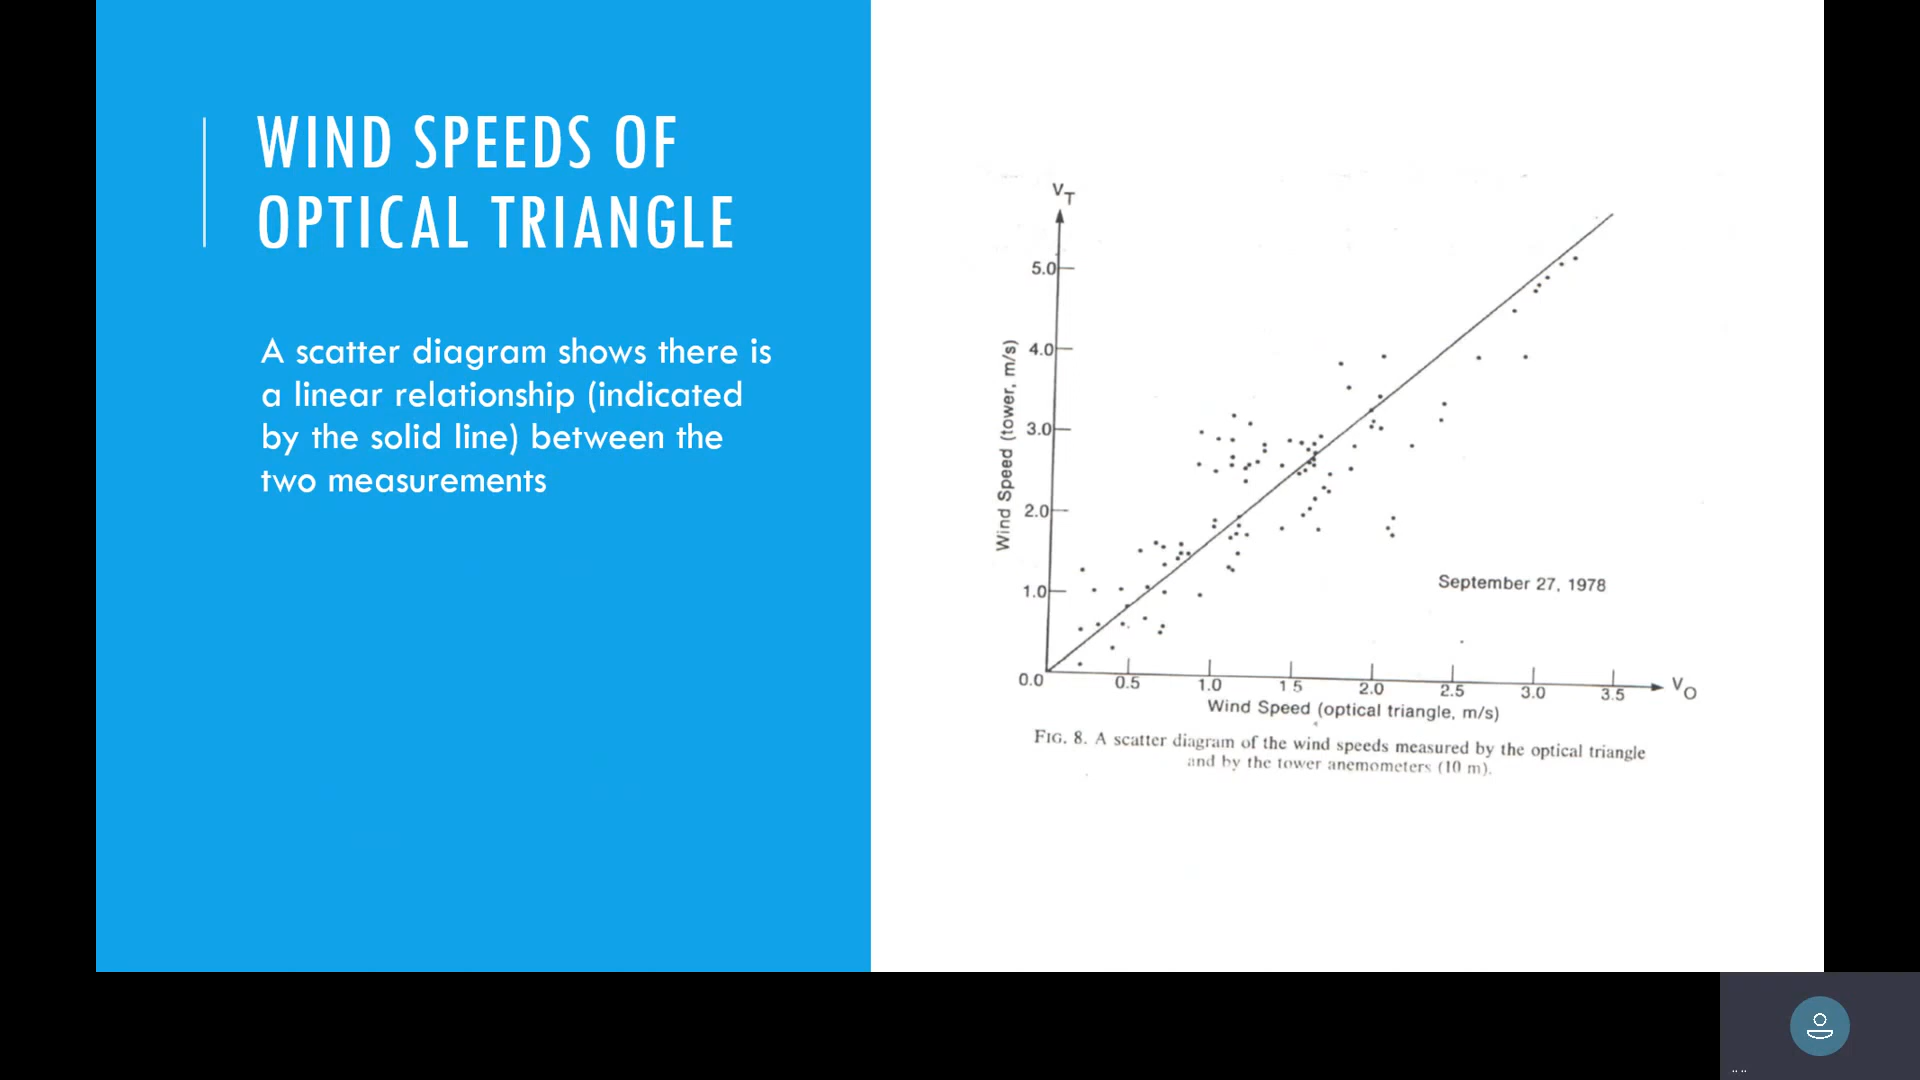 WIND SPEEDS OF
OPTICAL TRIANGLE
A scatter diagram shows there is
a linear relationship (indicated
by the solid line) between the
two measurements
VT
5.0
4.0
3.0
2.0
1.0
0.0
Wind Speed (tower, m/s)
September 27, 1978
0.5
1.0
1 5
2.0
2.5
3.0
3.5
VO
Wind Speed (optical triangle, m/s)
FIG. 8. A scatter diagram of the wind speeds measured by the optical triangle
and by the tower anemometers (10 m).